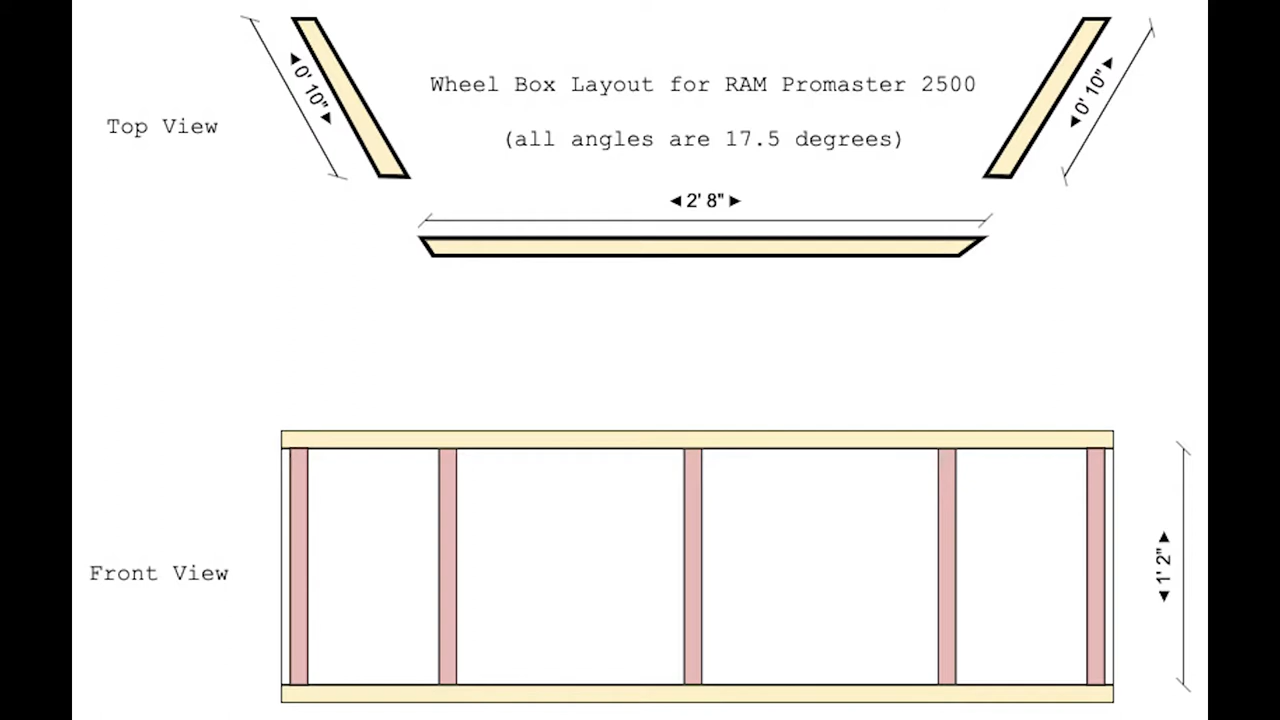 Wheel Box Layout for RAM Promaster 2500
0' 10"
0' 10"
Top View
(all angles are 17.5 degrees)
2' 8"
Front View
1' 2"